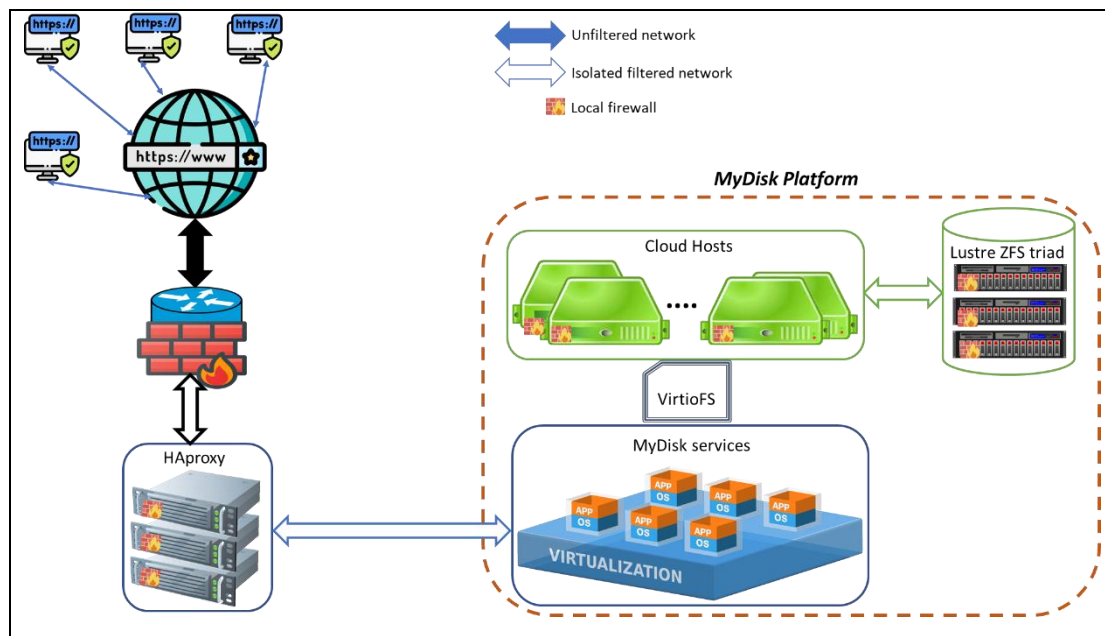 https://
https://
https://
Unfiltered network
Isolated filtered network
Local firewall
https://
https://www
MyDisk Platform
Cloud Hosts
Lustre ZFS triad
....
VirtioFS
HAproxy
MyDisk services
APP
OS
APP
OS
APP
OS
APP
OS
APP
OS
APP
OS
VIRTUALIZATION